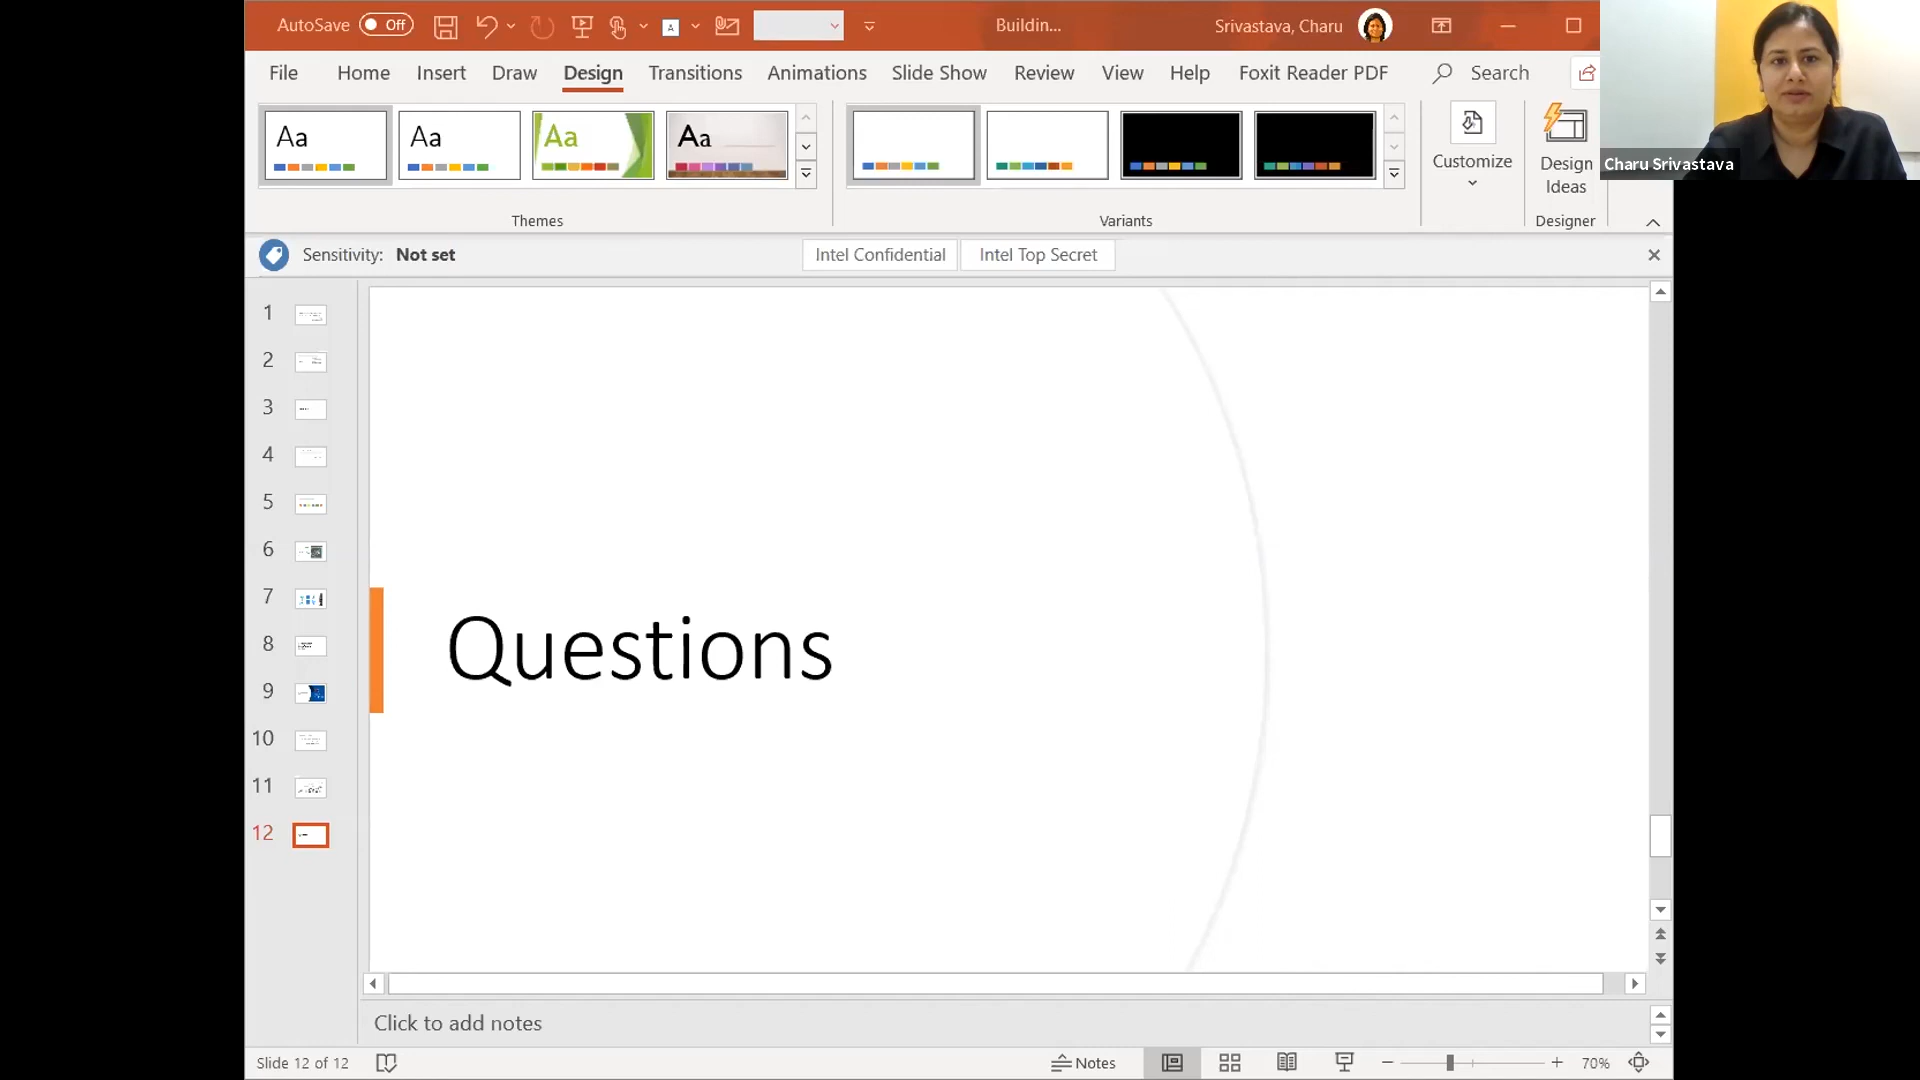 AutoSave Off
Buildin...
Srivastava, Charu
File Home Insert Draw Design Transitions Animations Slide Show Review View Help Foxit Reader PDF Search
Aa Aa Aa Aa
Customize
Design
Ideas
Themes
Variants
Designer
Charu Srivastava
Sensitivity: Not set
Intel Confidential
Intel Top Secret
1
2
3
4
5
6
7
8
9
10
11
12
Questions
Click to add notes
Slide 12 of 12
Notes
70%